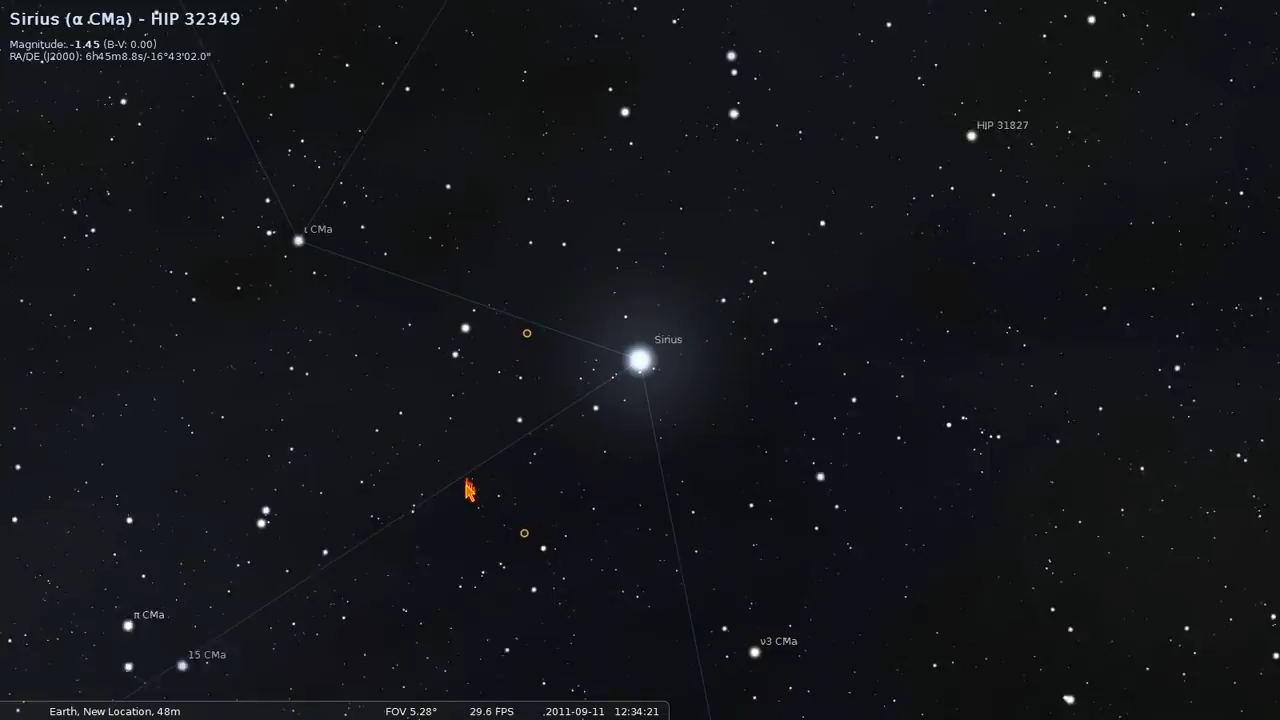 Sirius (α CMa) - HIP 32349
Magnitude: -1.45 (B-V: 0.00)
RA/DE (J2000): 6h45m8.8s/-16°43'02.0"
HIP 31827
ι CMa
Sirius
π CMa
ν3 CMa
15 CMa
Earth, New Location, 48m FOV 5.28° 29.6 FPS 2011-09-11 12:34:21